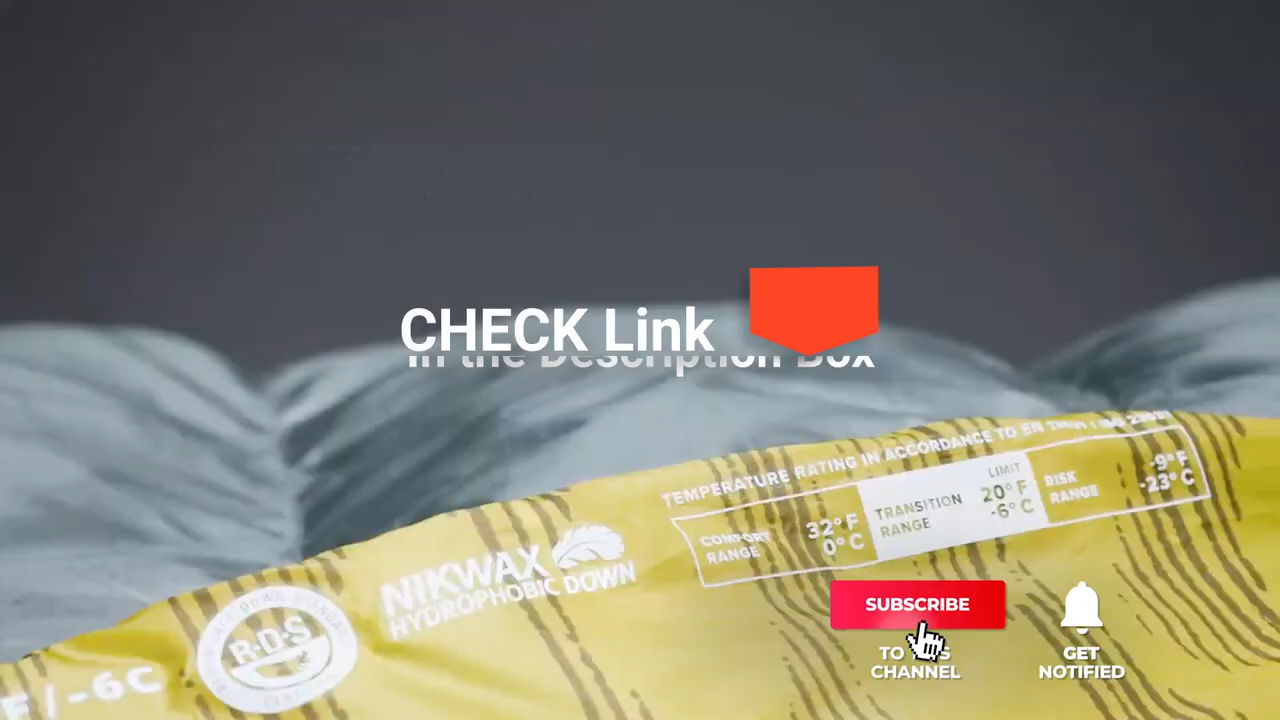 CHECK Link
in the Description Box
TEMPERATURE RATING IN ACCORDANCE TO EN
COMFORT RANGE
32° F
0° C
TRANSITION RANGE
LIMIT
20° F
-6° C
RISK RANGE
-9° F
-23° C
NIKWAX
HYDROPHOBIC DOWN
R·D·S
F / -6C
SUBSCRIBE
TO
CHANNEL
GET
NOTIFIED